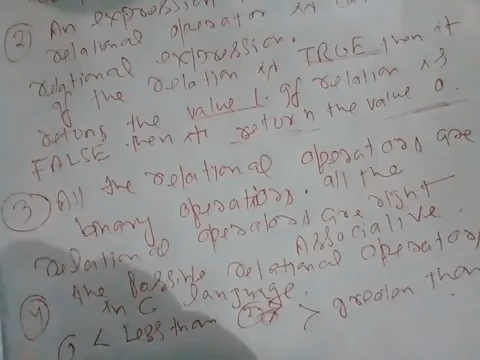 ② An expression
relational operator is
relational expression.
If the relation is TRUE then it
retuns the value 1. If relation is
FALSE then it return the value 0.
③ All the relational operators are
binary operators. all the
relational operators are right
Associative.
④ the possible relational operators
in C language.
① < Less than ② > greater than